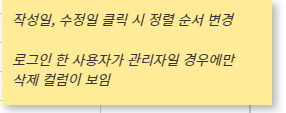 작성일, 수정일 클릭 시 정렬 순서 변경
로그인 한 사용자가 관리자일 경우에만
삭제 컬럼이 보임